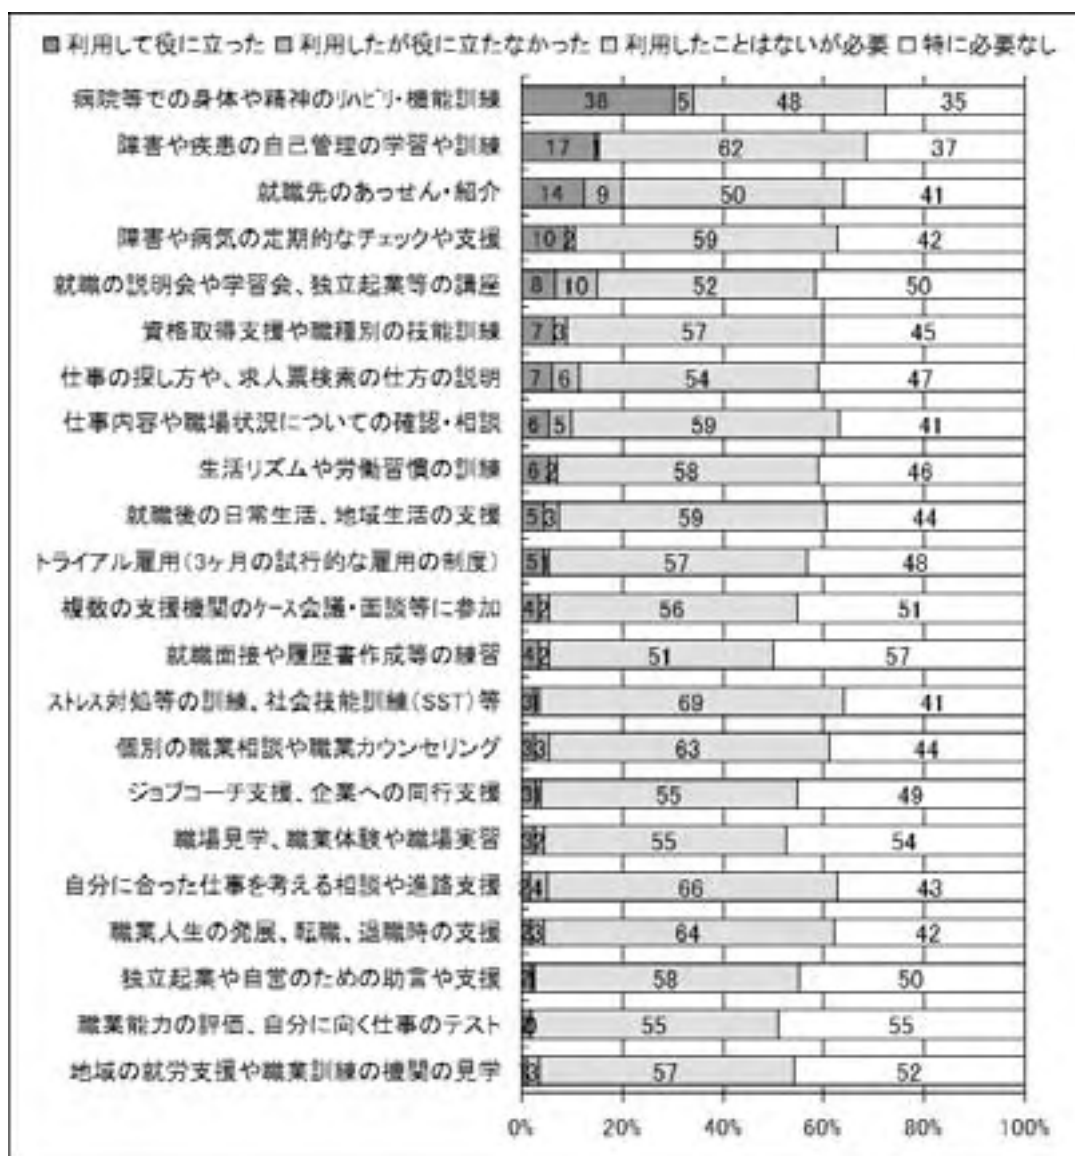 ■利用して役に立った ■利用したが役に立たなかった □利用したことはないが必要 □特に必要なし
病院等での身体や精神のﾘﾊﾋﾞﾘ・機能訓練 38 5 48 35
障害や疾患の自己管理の学習や訓練 17 1 62 37
就職先のあっせん・紹介 14 9 50 41
障害や病気の定期的なチェックや支援 10 2 59 42
就職の説明会や学習会、独立起業等の講座 8 10 52 50
資格取得支援や職種別の技能訓練 7 3 57 45
仕事の探し方や、求人票検索の仕方の説明 7 6 54 47
仕事内容や職場状況についての確認・相談 6 5 59 41
生活リズムや労働習慣の訓練 6 2 58 46
就職後の日常生活、地域生活の支援 5 3 59 44
トライアル雇用(3ヶ月の試行的な雇用の制度) 5 1 57 48
複数の支援機関のｹｰｽ会議・面談等に参加 4 2 56 51
就職面接や履歴書作成等の練習 4 2 51 57
ｽﾄﾚｽ対処等の訓練、社会技能訓練(SST)等 3 69 41
個別の職業相談や職業カウンセリング 3 3 63 44
ジョブコーチ支援、企業への同行支援 3 55 49
職場見学、職業体験や職場実習 3 2 55 54
自分に合った仕事を考える相談や進路支援 2 4 66 43
職業人生の発展、転職、退職時の支援 2 3 64 42
独立起業や自営のための助言や支援 2 58 50
職業能力の評価、自分に向く仕事のテスト 0 55 55
地域の就労支援や職業訓練の機関の見学 3 57 52
0% 20% 40% 60% 80% 100%